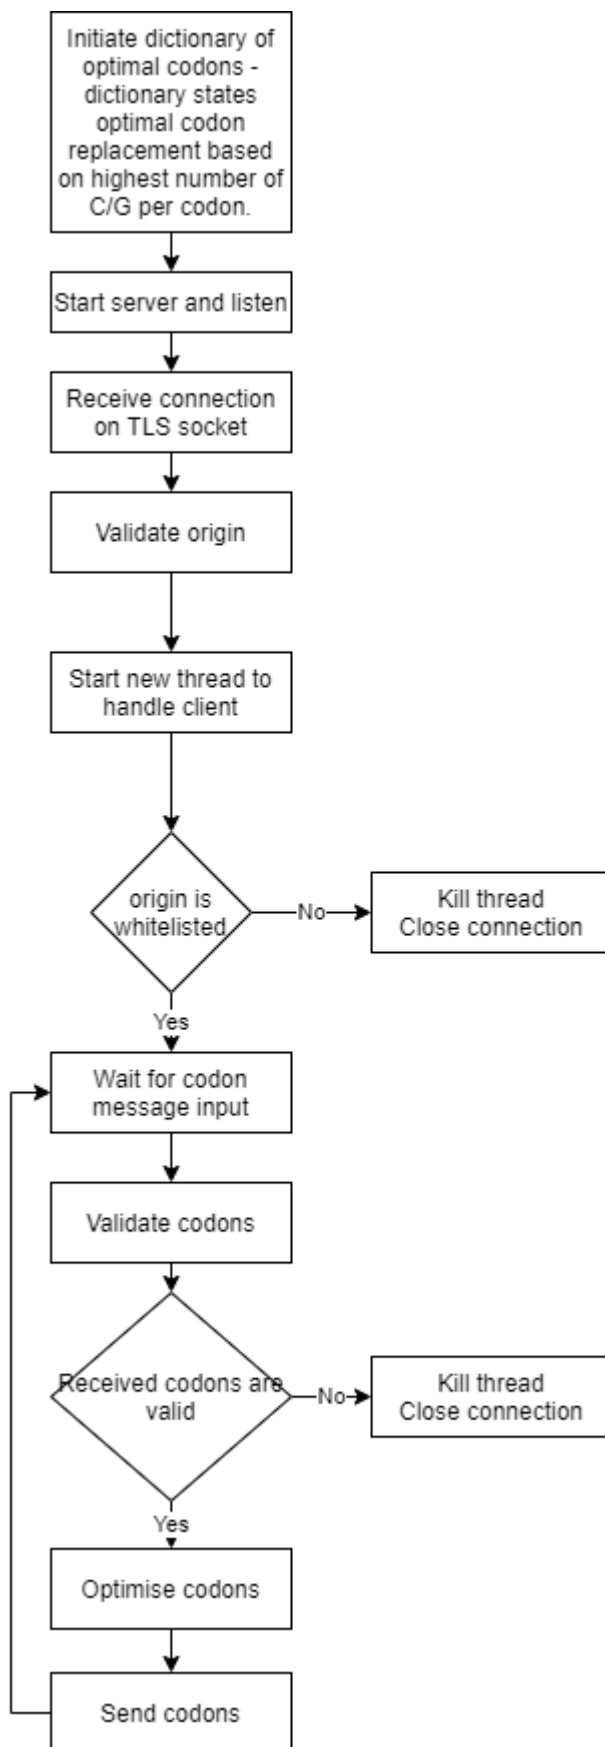 Initiate dictionary of
optimal codons -
dictionary states
optimal codon
replacement based
on highest number of
C/G per codon.
Start server and listen
Receive connection
on TLS socket
Validate origin
Start new thread to
handle client
origin is
whitelisted
No
Kill thread
Close connection
Yes
Wait for codon
message input
Validate codons
Received codons are
valid
No
Kill thread
Close connection
Yes
Optimise codons
Send codons